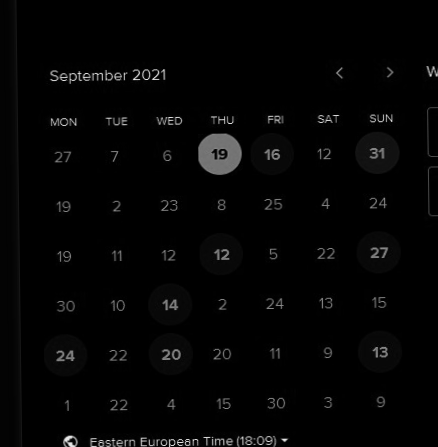 September 2021 < > W
MON TUE WED THU FRI SAT SUN
27 7 6 19 16 12 31
19 2 23 8 25 4 24
19 11 12 12 5 22 27
30 10 14 2 24 13 15
24 22 20 20 11 9 13
1 22 4 15 30 3 9
Eastern European Time (18:09)